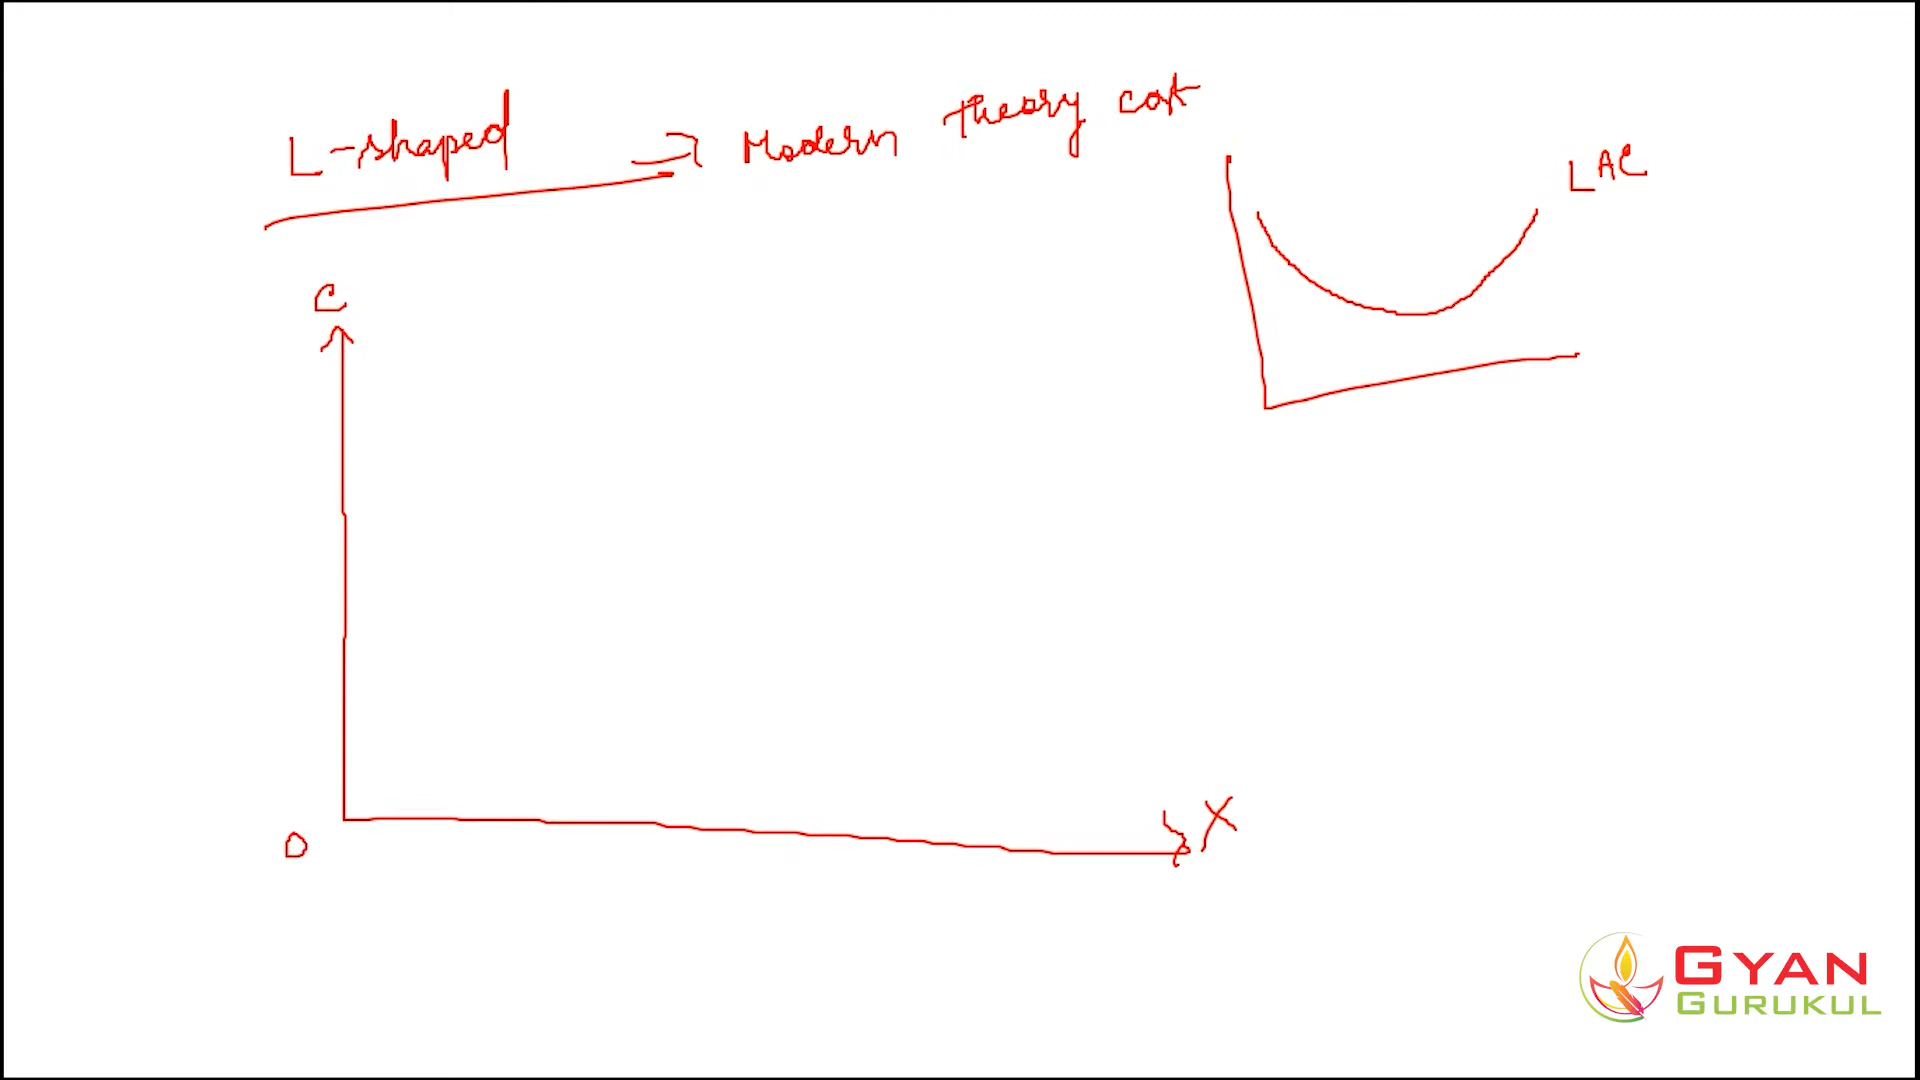 L-shaped → Modern theory cost
LAC
C
O
X
GYAN
GURUKUL